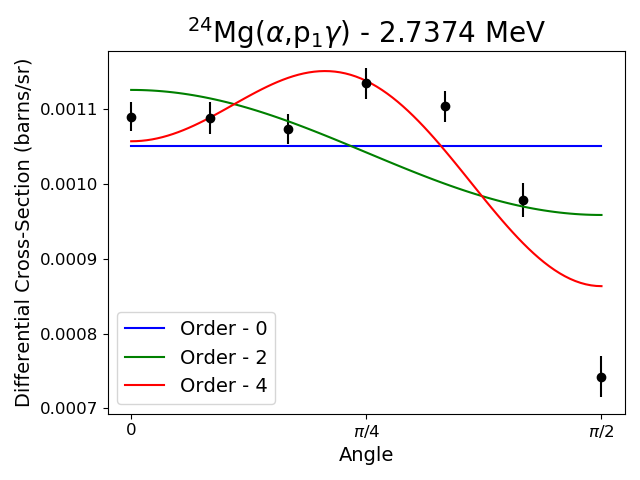 ²⁴Mg(α,p₁γ) - 2.7374 MeV
Differential Cross-Section (barns/sr)
0.0011
0.0010
0.0009
0.0008
0.0007
Order - 0
Order - 2
Order - 4
0
π/4
π/2
Angle